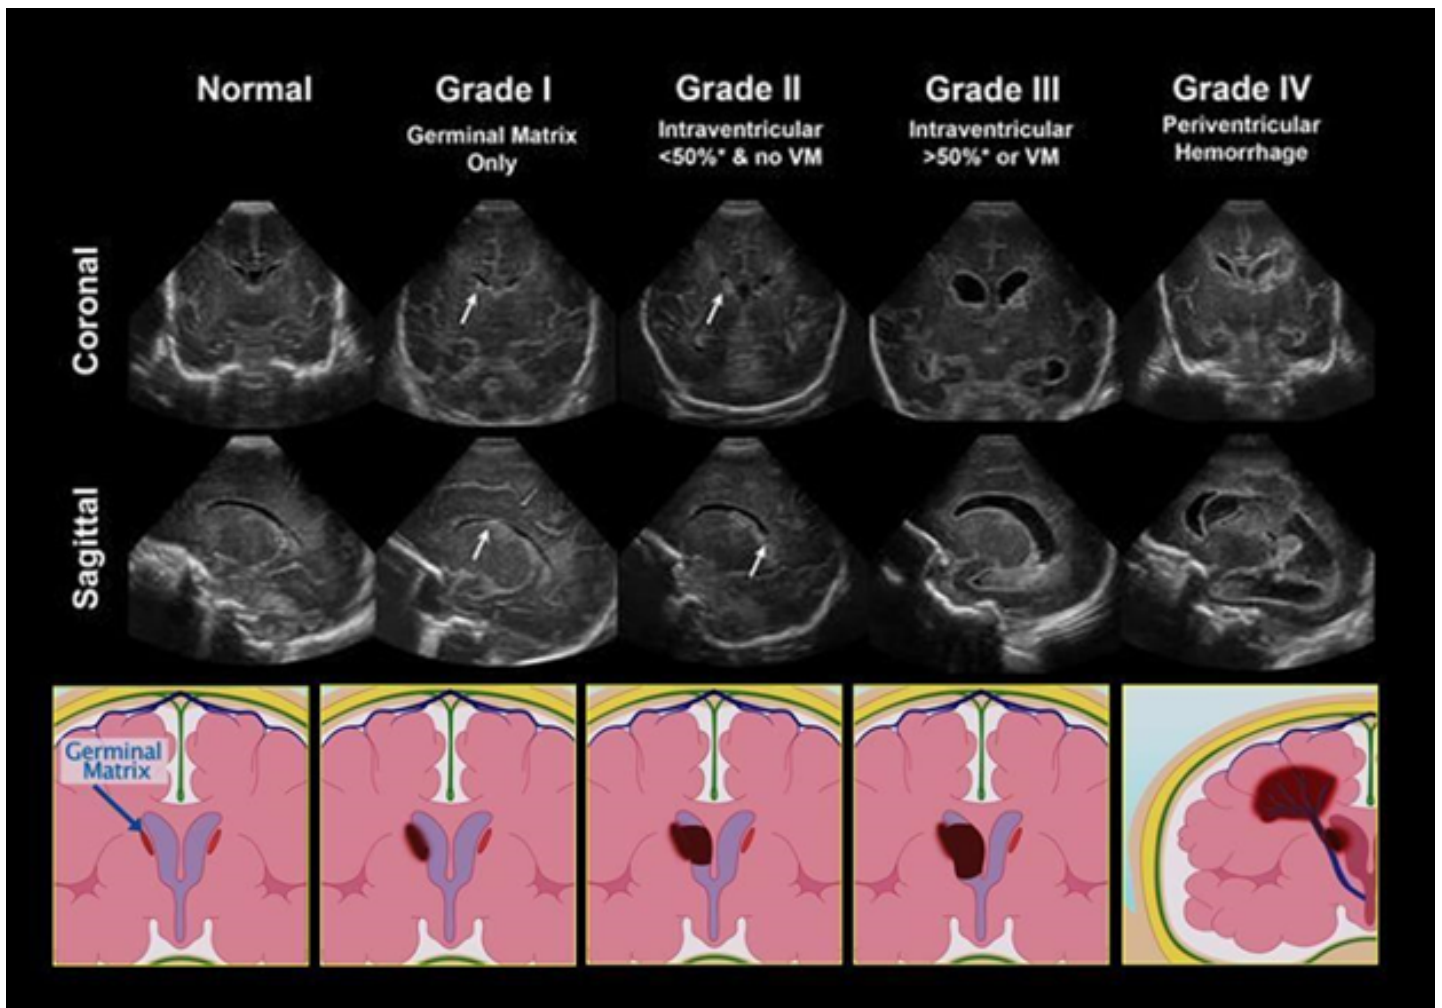 Normal
Grade I
Grade II
Grade III
Grade IV
Germinal Matrix
Only
Intraventricular
<50%* & no VM
Intraventricular
>50%* or VM
Periventricular
Hemorrhage
Coronal
Sagittal
Germinal
Matrix